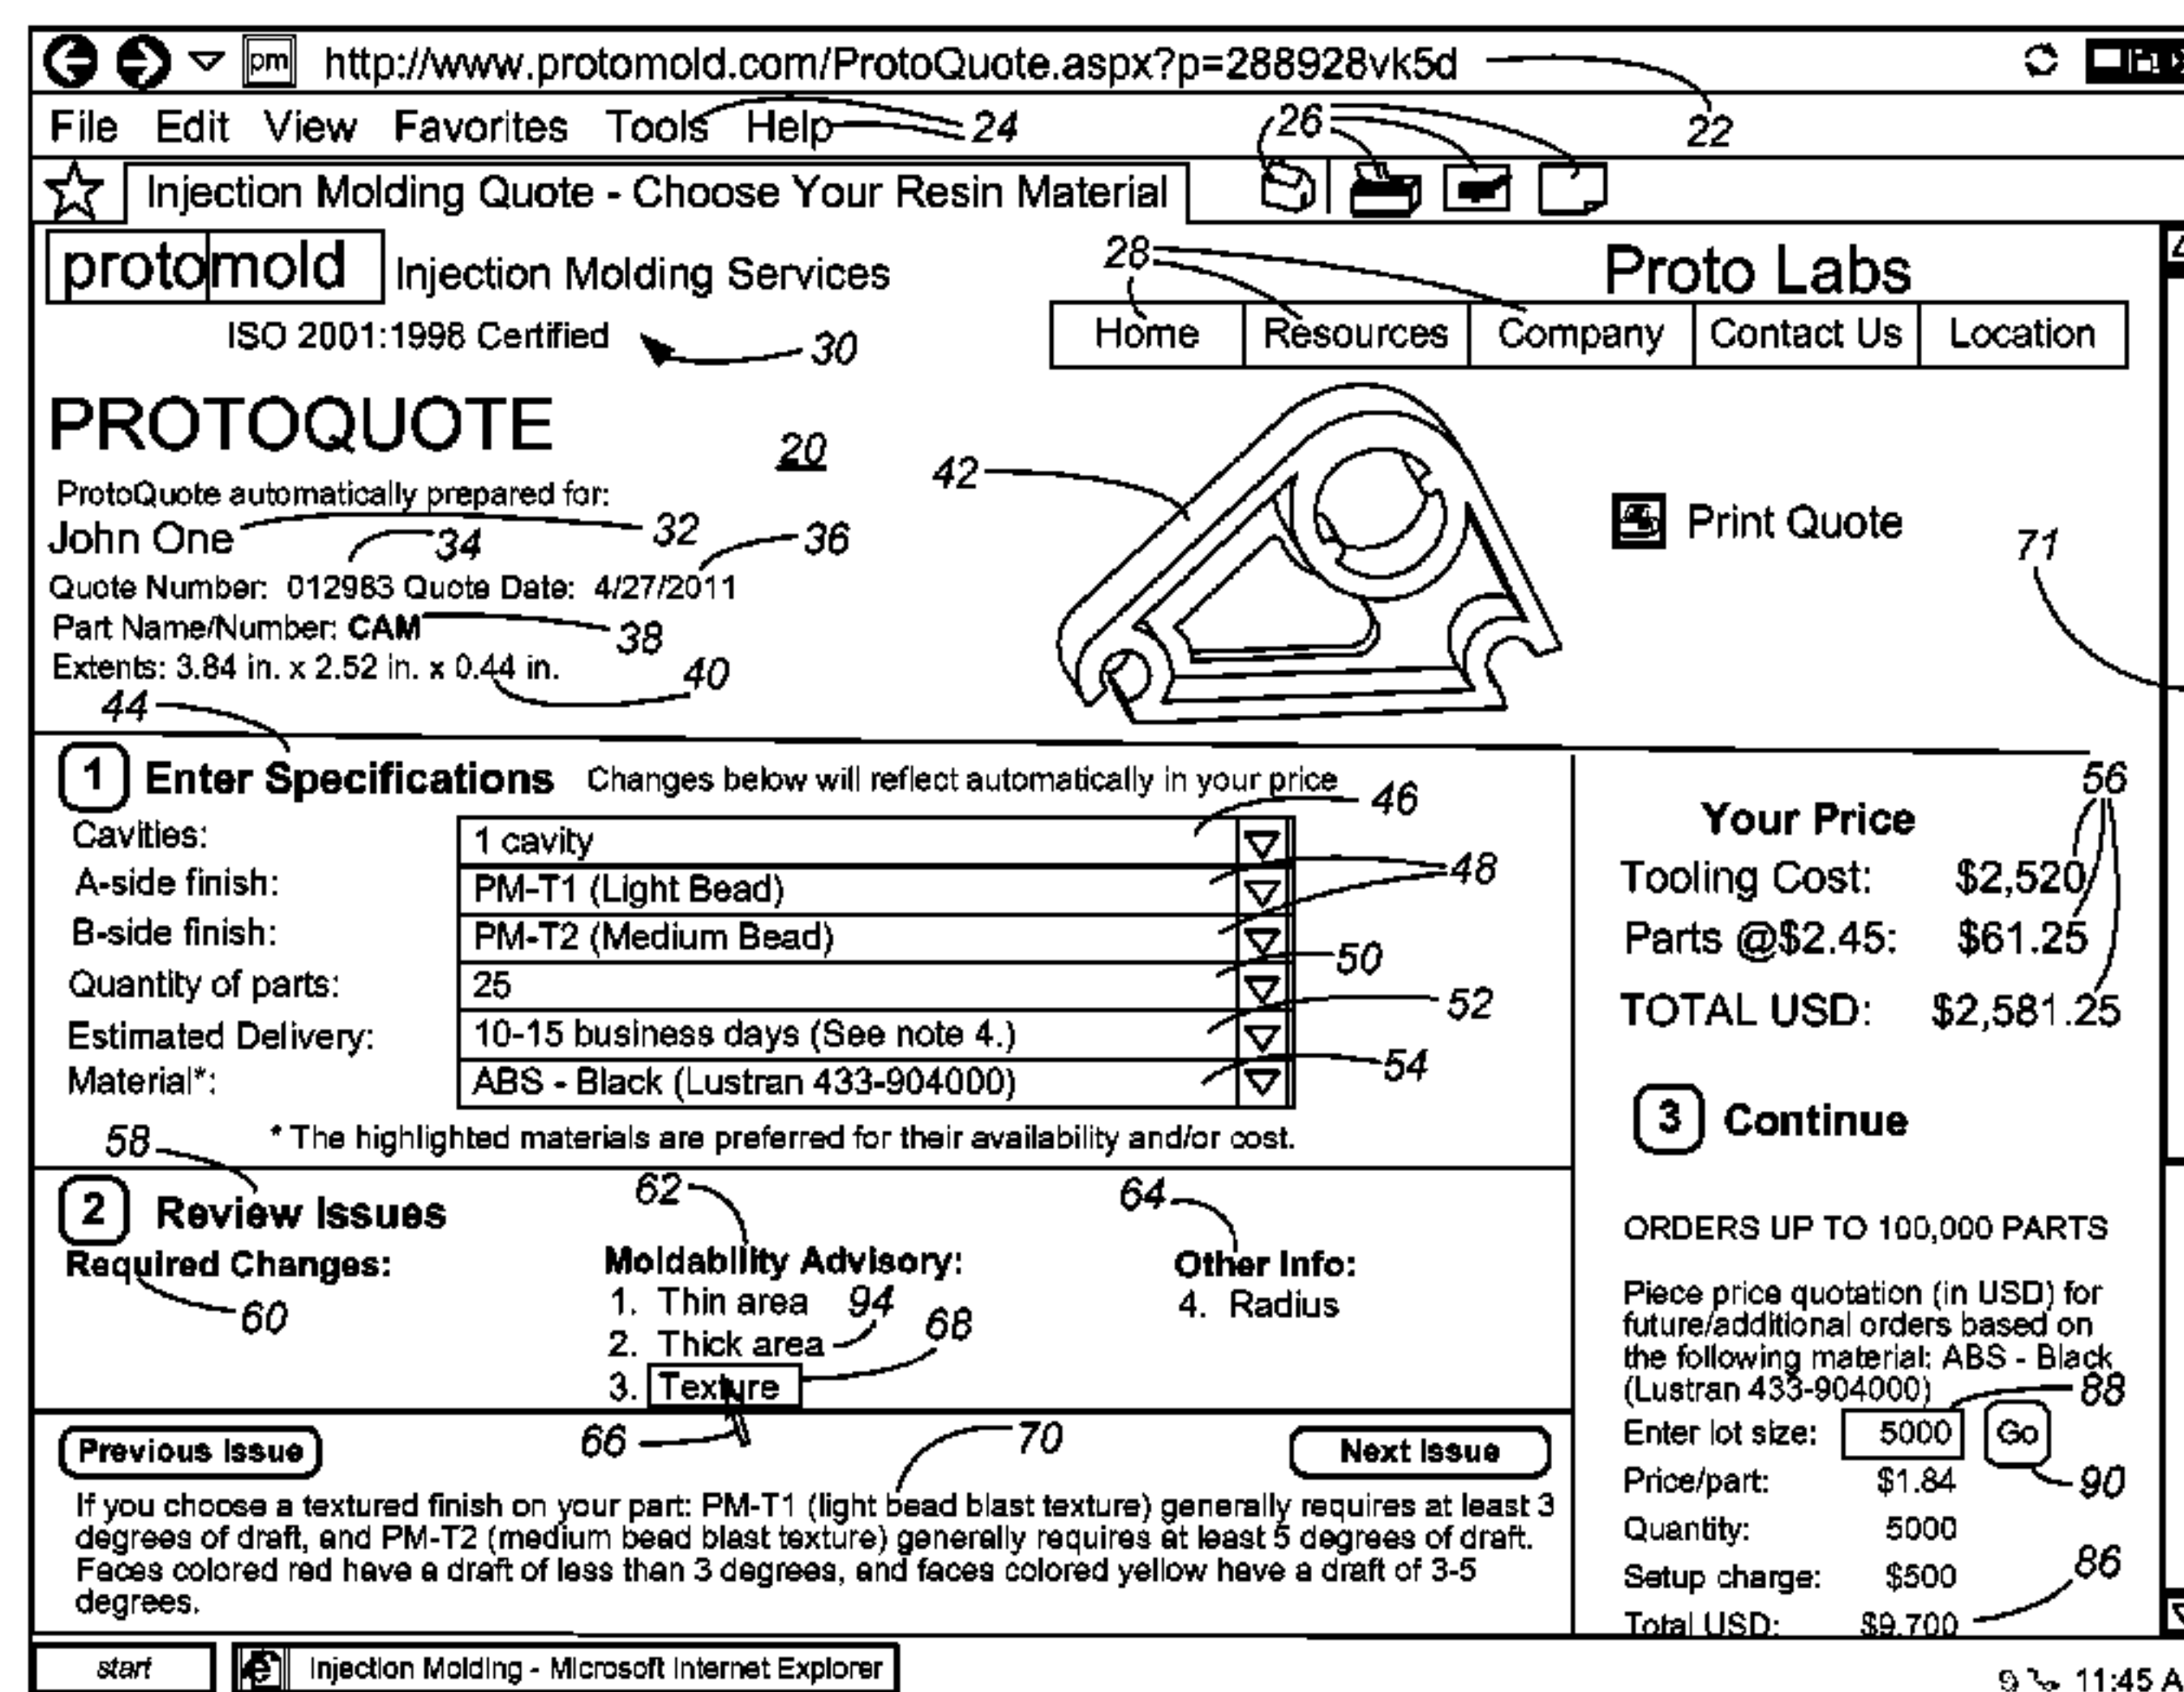 pm http://www.protomold.com/ProtoQuote.aspx?p=288928vk5d
22
File Edit View Favorites Tools Help 24 26
Injection Molding Quote - Choose Your Resin Material
protomold Injection Molding Services
28
Proto Labs
ISO 2001:1998 Certified 30
Home Resources Company Contact Us Location
PROTOQUOTE
20
42
ProtoQuote automatically prepared for:
John One 32
34 36
Print Quote
71
Quote Number: 012983 Quote Date: 4/27/2011
Part Name/Number: CAM 38
Extents: 3.84 in. x 2.52 in. x 0.44 in. 40
44
1 Enter Specifications Changes below will reflect automatically in your price
Cavities: 1 cavity 46
A-side finish: PM-T1 (Light Bead) 48
B-side finish: PM-T2 (Medium Bead)
Quantity of parts: 25 50
Estimated Delivery: 10-15 business days (See note 4.) 52
Material*: ABS - Black (Lustran 433-904000) 54
* The highlighted materials are preferred for their availability and/or cost.
56
Your Price
Tooling Cost: $2,520
Parts @$2.45: $61.25
TOTAL USD: $2,581.25
58
2 Review Issues
62 64
Required Changes: Moldability Advisory: Other Info:
60
1. Thin area 94 4. Radius
2. Thick area 68
3. Texture
66 70
Previous Issue Next Issue
If you choose a textured finish on your part: PM-T1 (light bead blast texture) generally requires at least 3
degrees of draft, and PM-T2 (medium bead blast texture) generally requires at least 5 degrees of draft.
Faces colored red have a draft of less than 3 degrees, and faces colored yellow have a draft of 3-5
degrees.
3 Continue
ORDERS UP TO 100,000 PARTS
Piece price quotation (in USD) for
future/additional orders based on
the following material: ABS - Black
(Lustran 433-904000) 88
Enter lot size: 5000 Go
Price/part: $1.84 90
Quantity: 5000
Setup charge: $500 86
Total USD: $9,700
start Injection Molding - Microsoft Internet Explorer 11:45 A